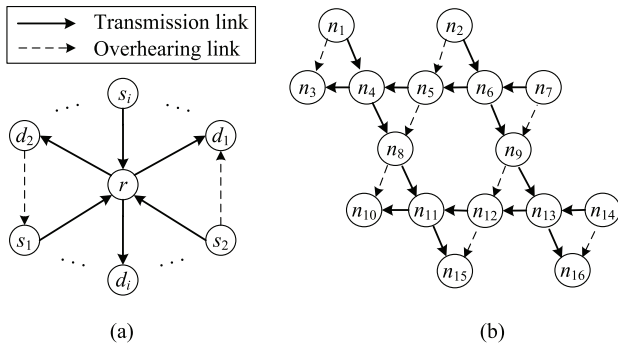 Transmission link
Overhearing link
s_i
d_2
d_1
r
s_1
s_2
d_i
(a)
n_1
n_2
n_3
n_4
n_5
n_6
n_7
n_8
n_9
n_10
n_11
n_12
n_13
n_14
n_15
n_16
(b)